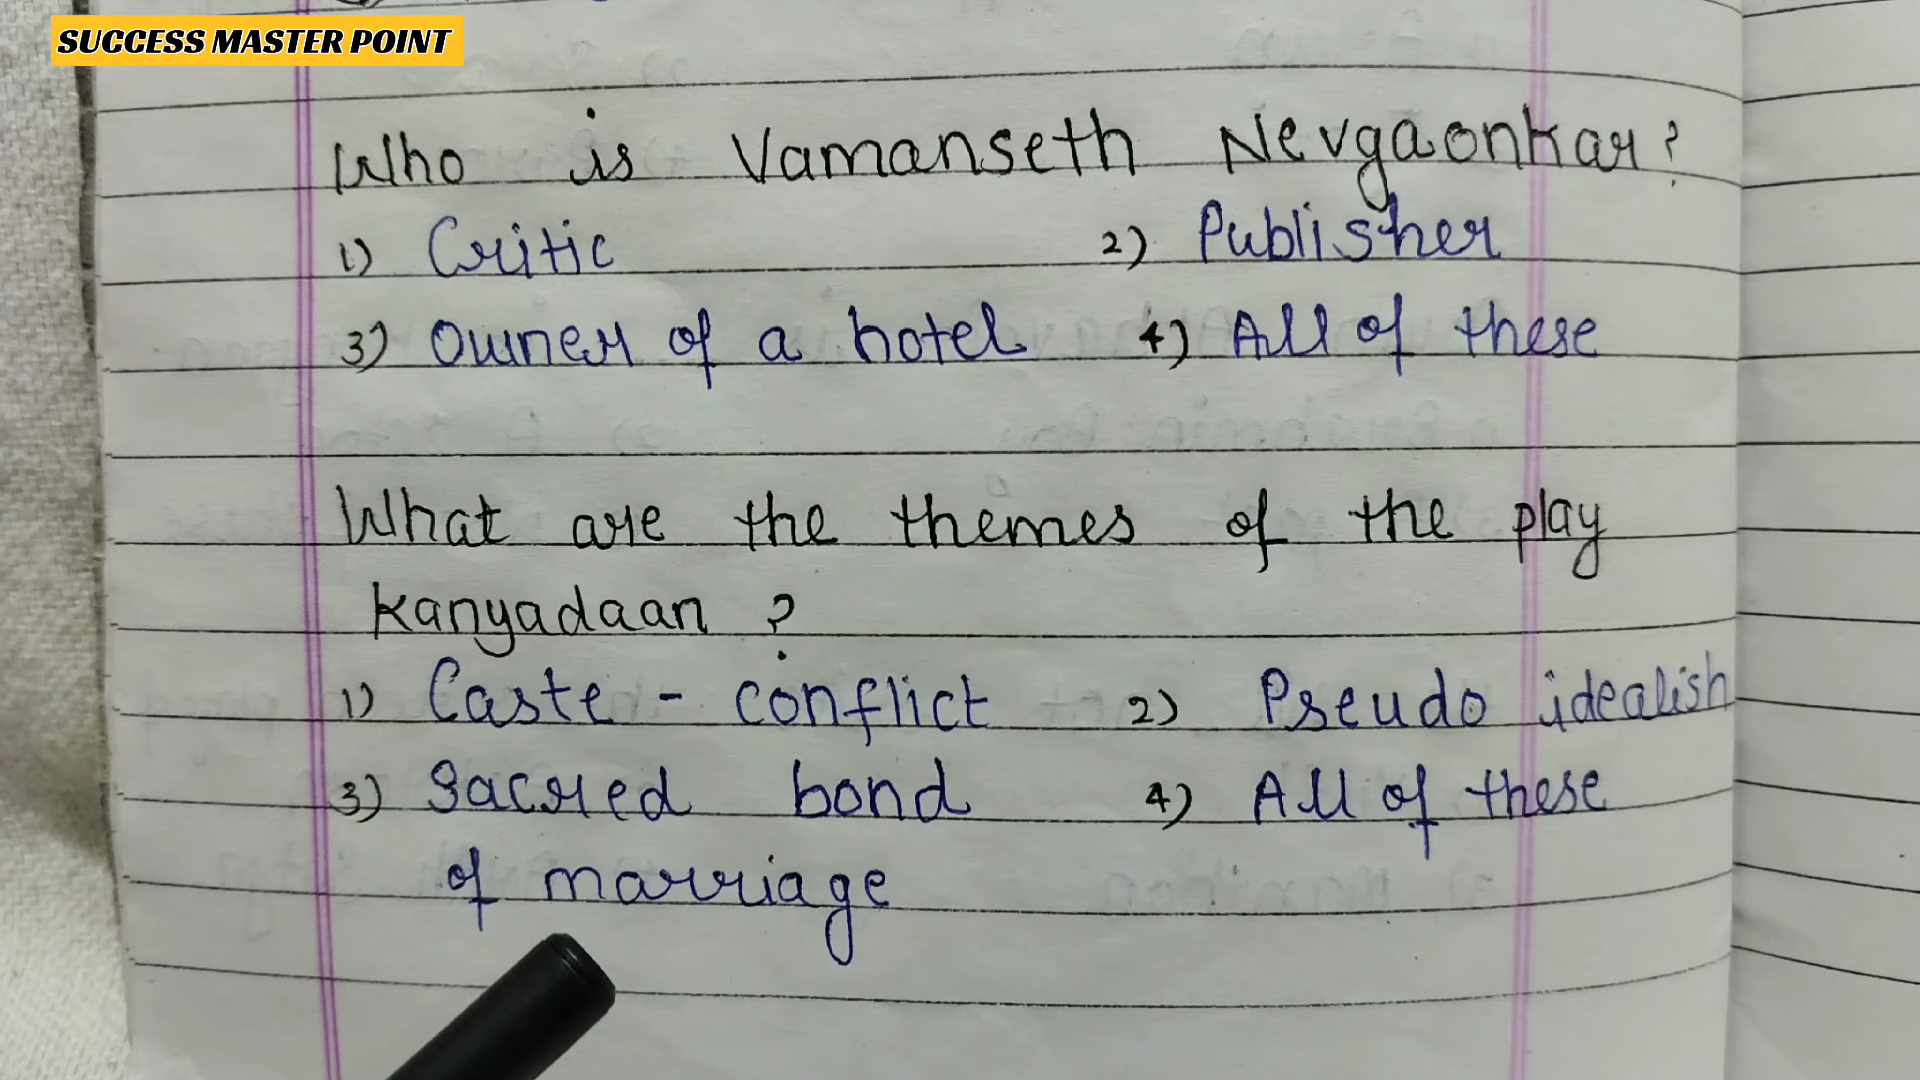 SUCCESS MASTER POINT
Who is Vamanseth Nevgaonkar?
1) Critic 2) Publisher
3) Owner of a hotel 4) All of these
What are the themes of the play
Kanyadaan ?
1) Caste - conflict 2) Pseudo idealish
3) Sacred bond 4) All of these
of marriage